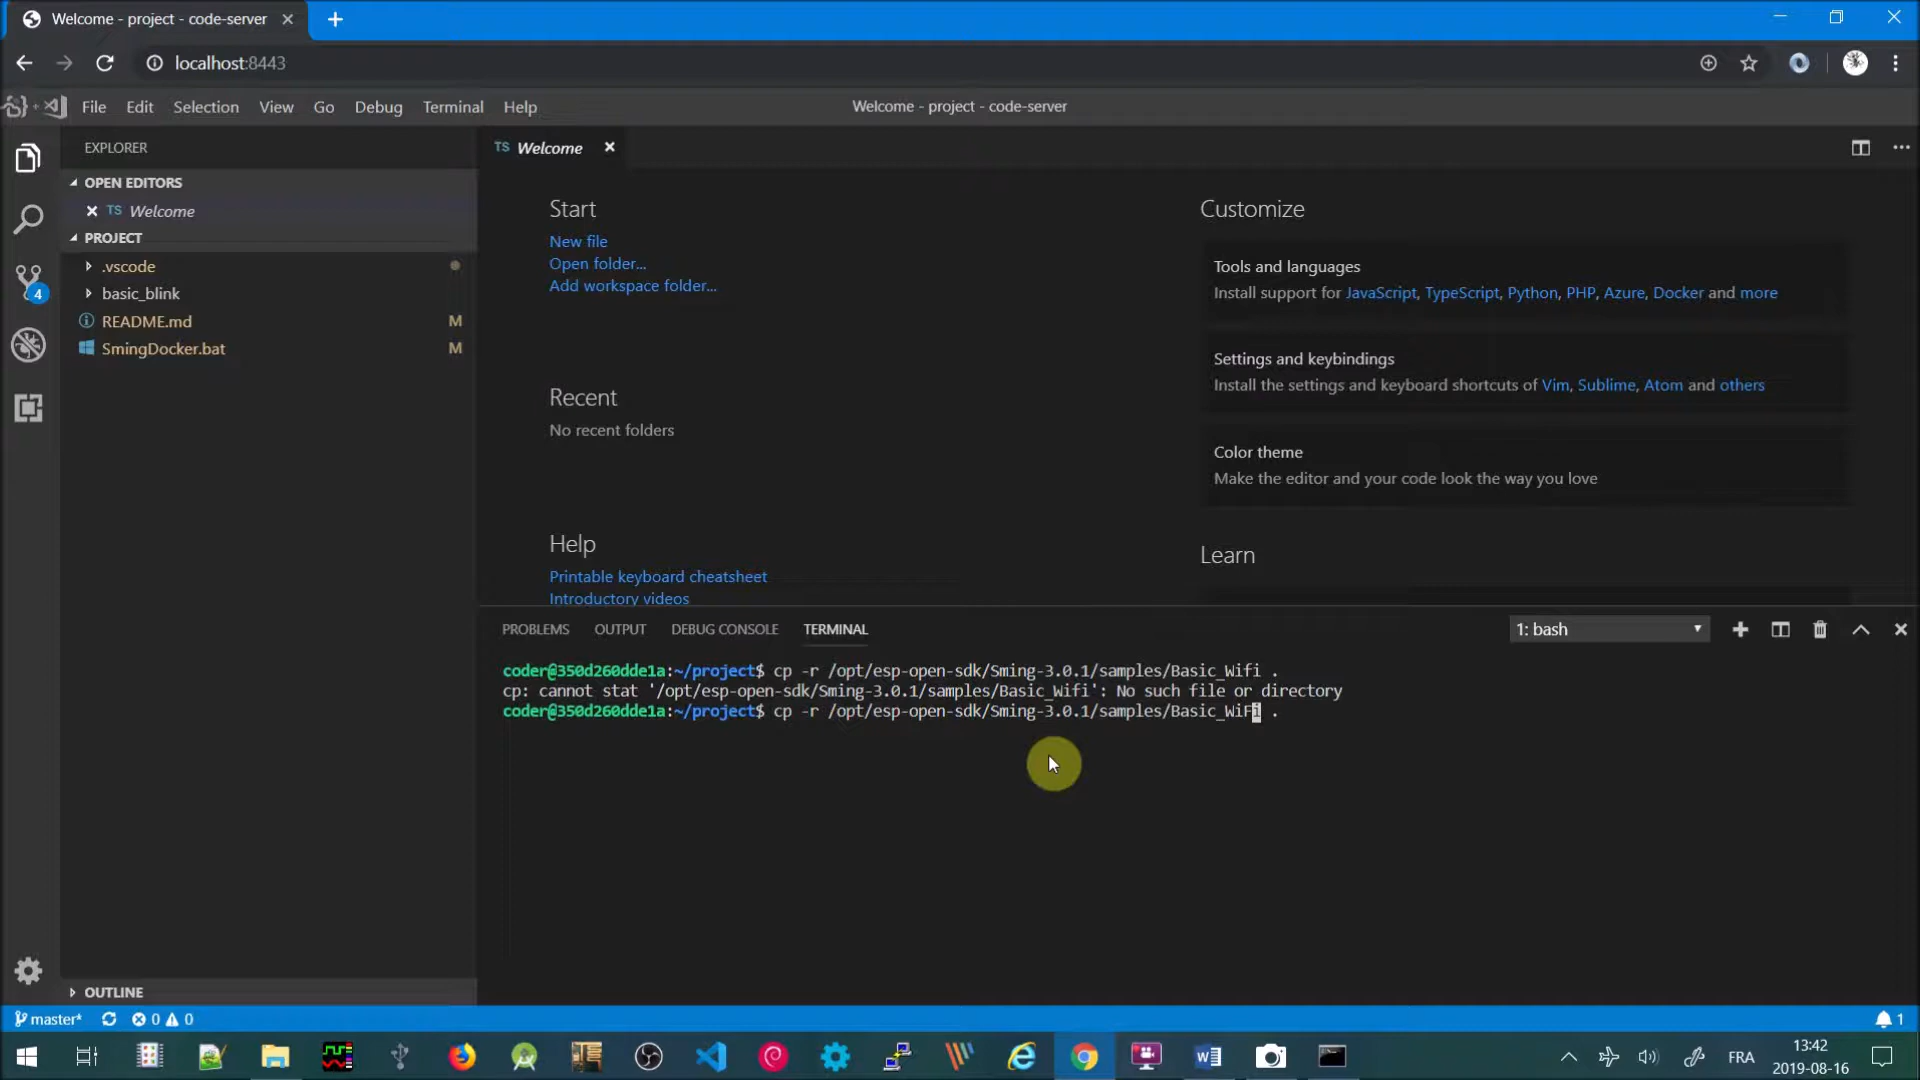 Welcome - project - code-server
localhost:8443
File Edit Selection View Go Debug Terminal Help
Welcome - project - code-server
EXPLORER
OPEN EDITORS
TS Welcome
PROJECT
.vscode
basic_blink
README.md M
SmingDocker.bat M
4
TS Welcome
Start
New file
Open folder...
Add workspace folder...
Recent
No recent folders
Help
Printable keyboard cheatsheet
Introductory videos
Customize
Tools and languages
Install support for JavaScript, TypeScript, Python, PHP, Azure, Docker and more
Settings and keybindings
Install the settings and keyboard shortcuts of Vim, Sublime, Atom and others
Color theme
Make the editor and your code look the way you love
Learn
PROBLEMS OUTPUT DEBUG CONSOLE TERMINAL
1: bash
coder@350d260dde1a:~/project$ cp -r /opt/esp-open-sdk/Sming-3.0.1/samples/Basic_Wifi .
cp: cannot stat '/opt/esp-open-sdk/Sming-3.0.1/samples/Basic_Wifi': No such file or directory
coder@350d260dde1a:~/project$ cp -r /opt/esp-open-sdk/Sming-3.0.1/samples/Basic_WiFi .
OUTLINE
master* 0 0
1
FRA
13:42
2019-08-16